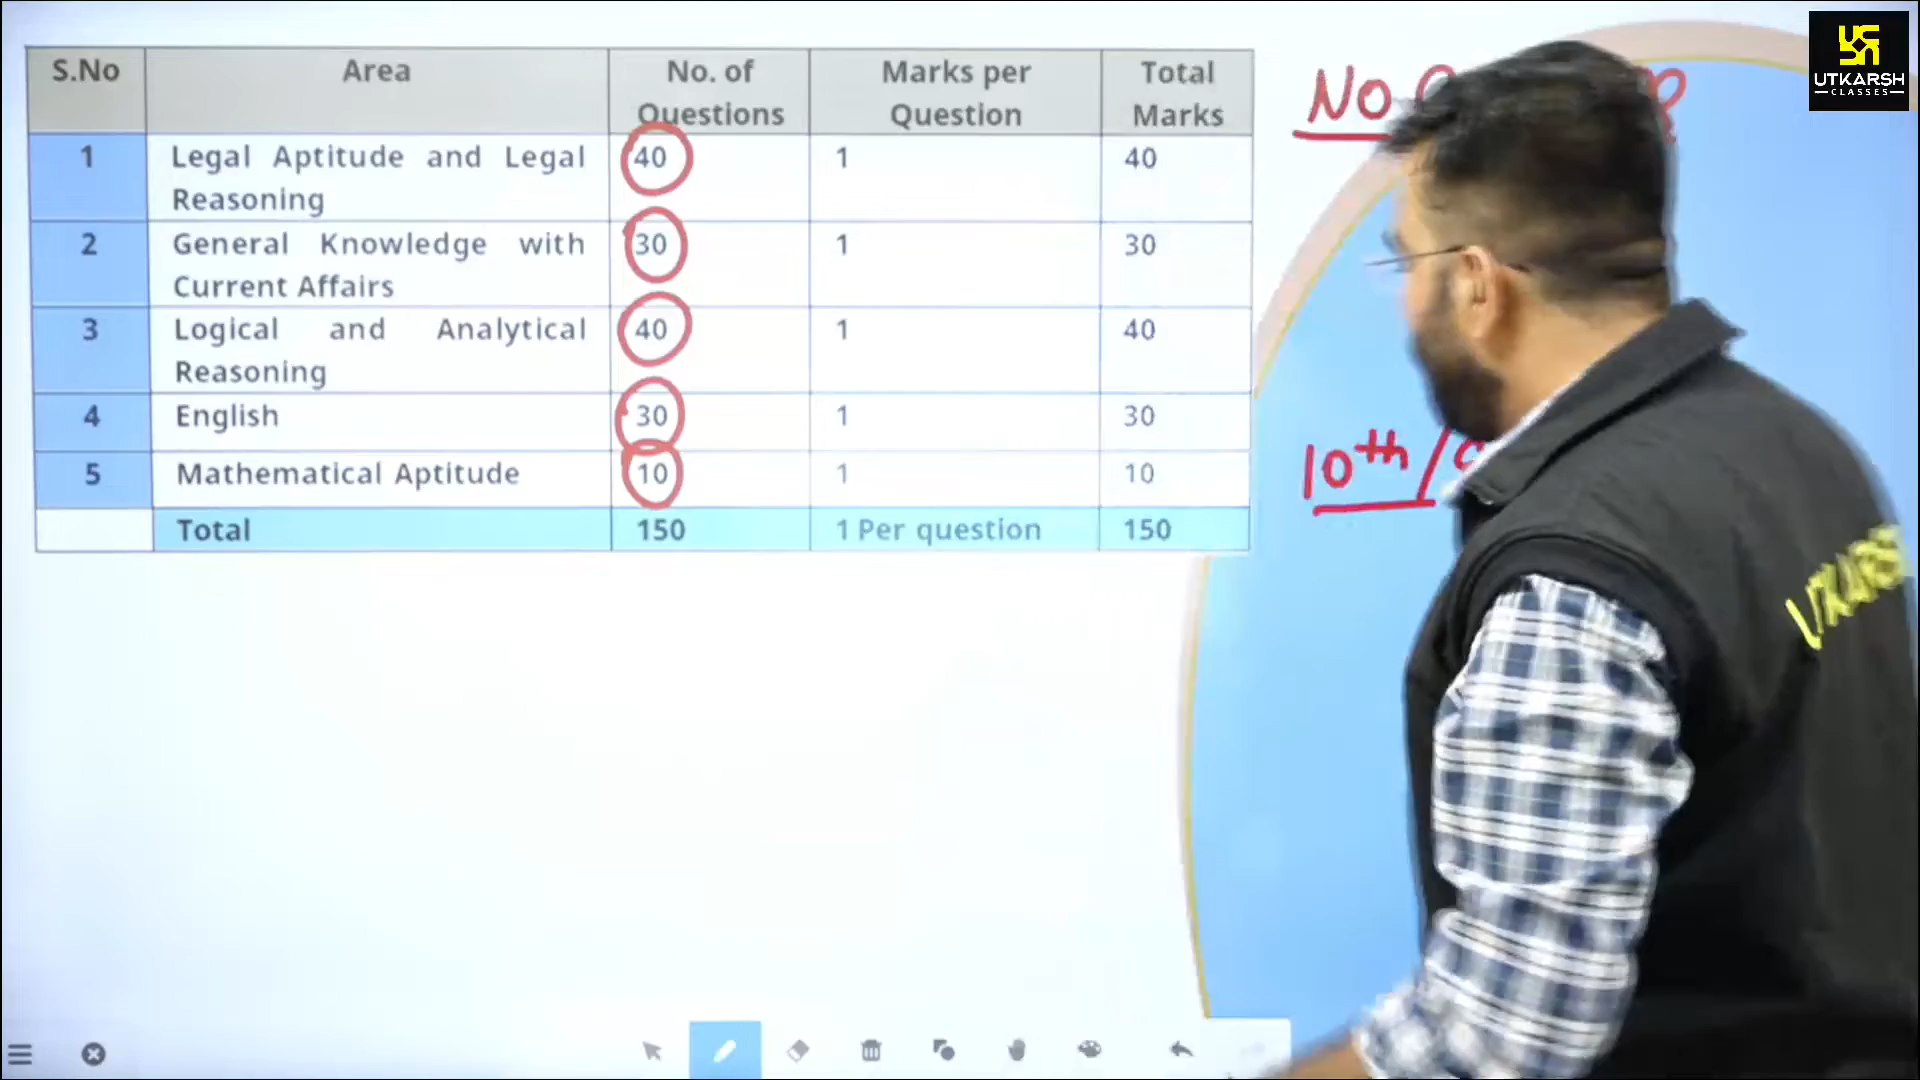 S.No Area No. of Questions Marks per Question Total Marks
1 Legal Aptitude and Legal Reasoning 40 1 40
2 General Knowledge with Current Affairs 30 1 30
3 Logical and Analytical Reasoning 40 1 40
4 English 30 1 30
5 Mathematical Aptitude 10 1 10
Total 150 1 Per question 150
No
10th/
UTKARSH
CLASSES